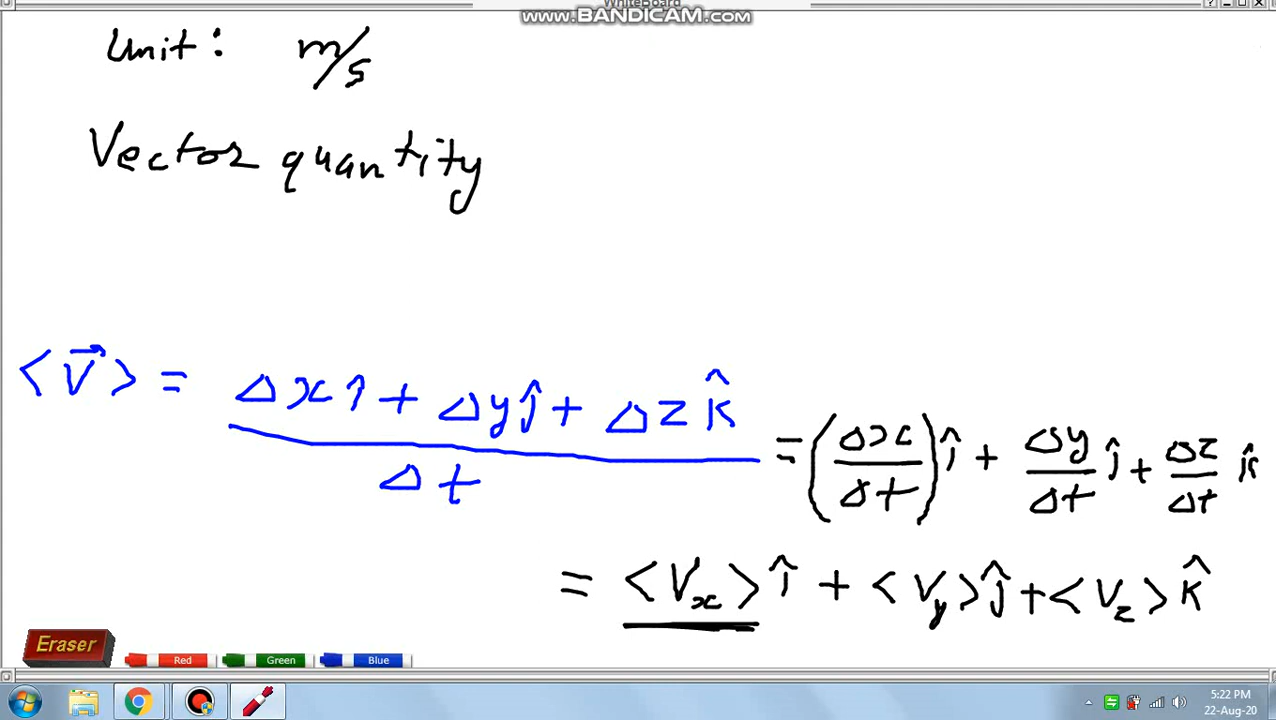 WhiteBoard
www.BANDICAM.com
Unit: m/s
Vector quantity
<V⃗> = Δx î + Δy ĵ + Δz k̂
Δt
= (Δx/Δt) î + Δy/Δt ĵ + Δz/Δt k̂
= <Vx> î + <Vy> ĵ + <Vz> k̂
Eraser Red Green Blue
5:22 PM
22-Aug-20